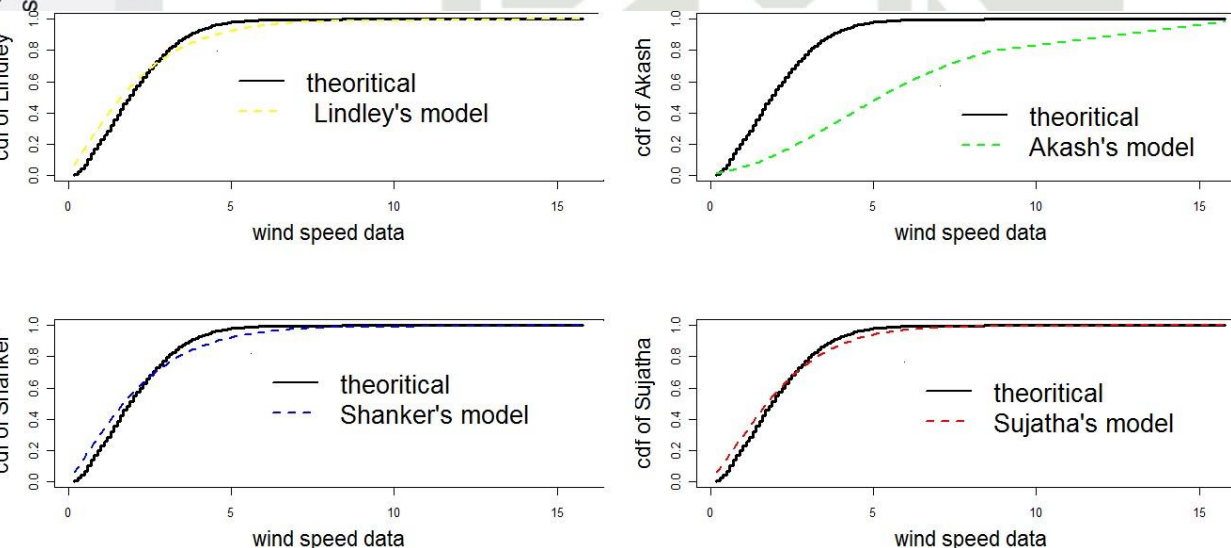 cdf of Lindley
0.0 0.2 0.4 0.6 0.8 1.0
theoritical
Lindley's model
0 5 10 15
wind speed data
cdf of Akash
0.0 0.2 0.4 0.6 0.8 1.0
theoritical
Akash's model
0 5 10 15
wind speed data
cdf of Shanker
0.0 0.2 0.4 0.6 0.8 1.0
theoritical
Shanker's model
0 5 10 15
wind speed data
cdf of Sujatha
0.0 0.2 0.4 0.6 0.8 1.0
theoritical
Sujatha's model
0 5 10 15
wind speed data